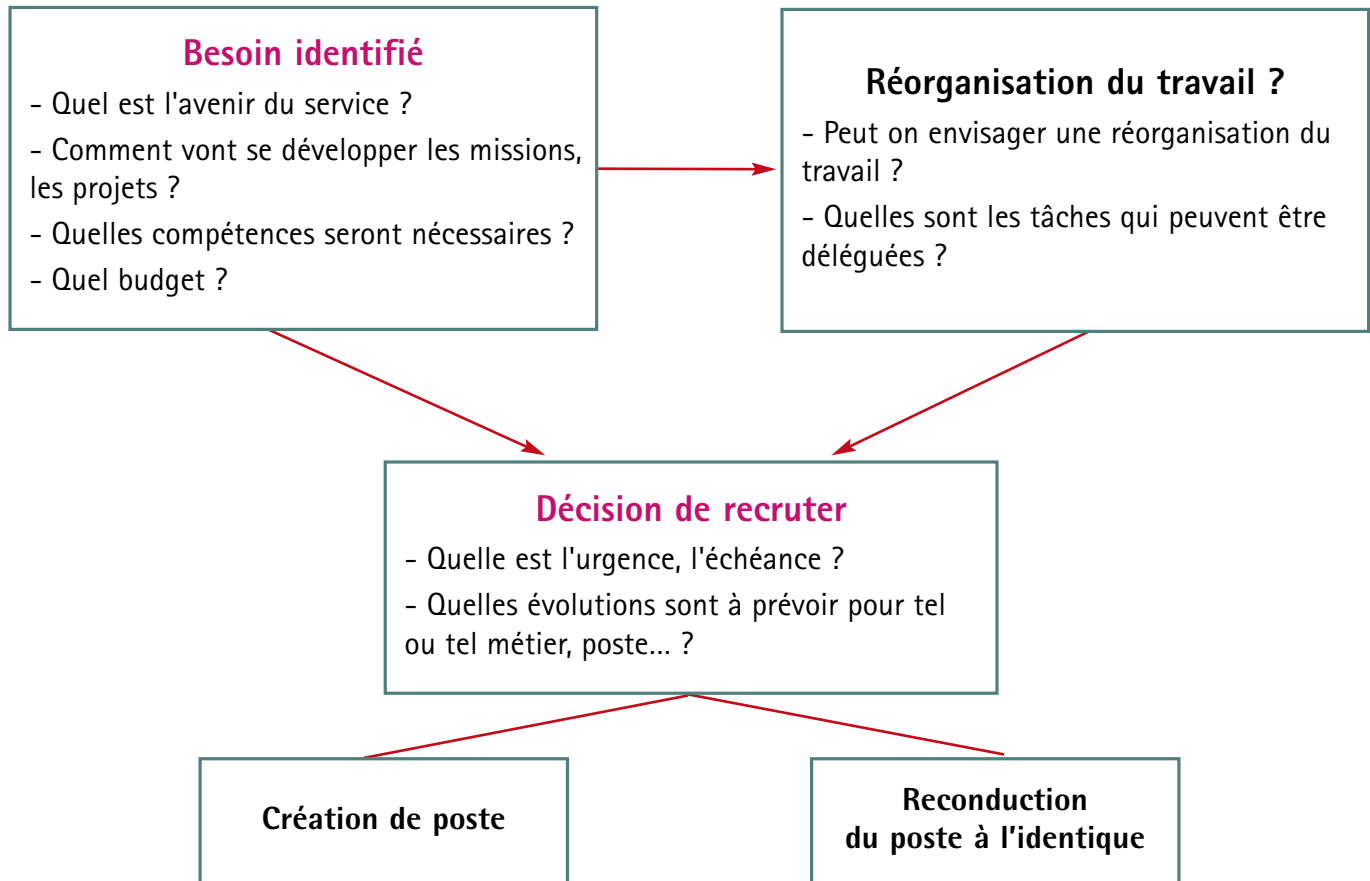 Besoin identifié
- Quel est l'avenir du service ?
- Comment vont se développer les missions,
les projets ?
- Quelles compétences seront nécessaires ?
- Quel budget ?
Réorganisation du travail ?
- Peut on envisager une réorganisation du
travail ?
- Quelles sont les tâches qui peuvent être
déléguées ?
Décision de recruter
- Quelle est l'urgence, l'échéance ?
- Quelles évolutions sont à prévoir pour tel
ou tel métier, poste... ?
Création de poste
Reconduction
du poste à l'identique